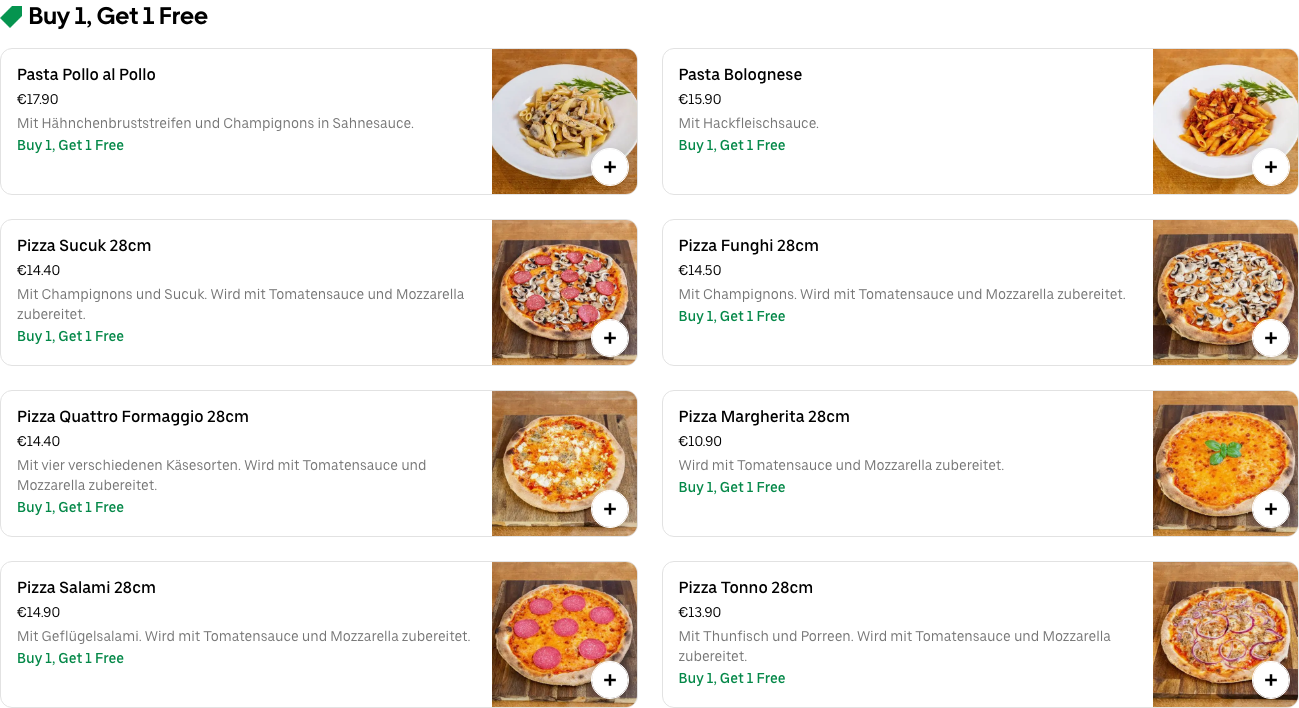 Buy 1, Get 1 Free
Pasta Pollo al Pollo
€17.90
Mit Hähnchenbruststreifen und Champignons in Sahnesauce.
Buy 1, Get 1 Free
Pasta Bolognese
€15.90
Mit Hackfleischsauce.
Buy 1, Get 1 Free
Pizza Sucuk 28cm
€14.40
Mit Champignons und Sucuk. Wird mit Tomatensauce und Mozzarella
zubereitet.
Buy 1, Get 1 Free
Pizza Funghi 28cm
€14.50
Mit Champignons. Wird mit Tomatensauce und Mozzarella zubereitet.
Buy 1, Get 1 Free
Pizza Quattro Formaggio 28cm
€14.40
Mit vier verschiedenen Käsesorten. Wird mit Tomatensauce und
Mozzarella zubereitet.
Buy 1, Get 1 Free
Pizza Margherita 28cm
€10.90
Wird mit Tomatensauce und Mozzarella zubereitet.
Buy 1, Get 1 Free
Pizza Salami 28cm
€14.90
Mit Geflügelsalami. Wird mit Tomatensauce und Mozzarella zubereitet.
Buy 1, Get 1 Free
Pizza Tonno 28cm
€13.90
Mit Thunfisch und Porreen. Wird mit Tomatensauce und Mozzarella
zubereitet.
Buy 1, Get 1 Free